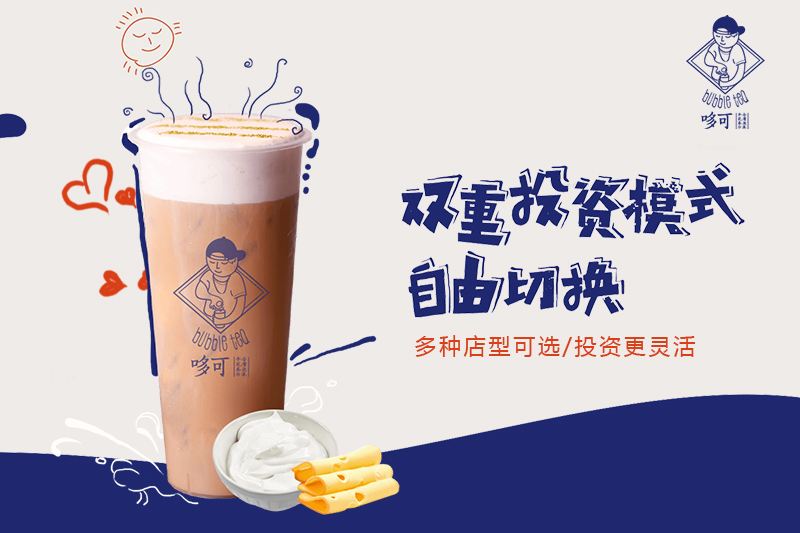 bubble tea
哆可
双重投资模式
自由切换
多种店型可选/投资更灵活
bubble tea
哆可